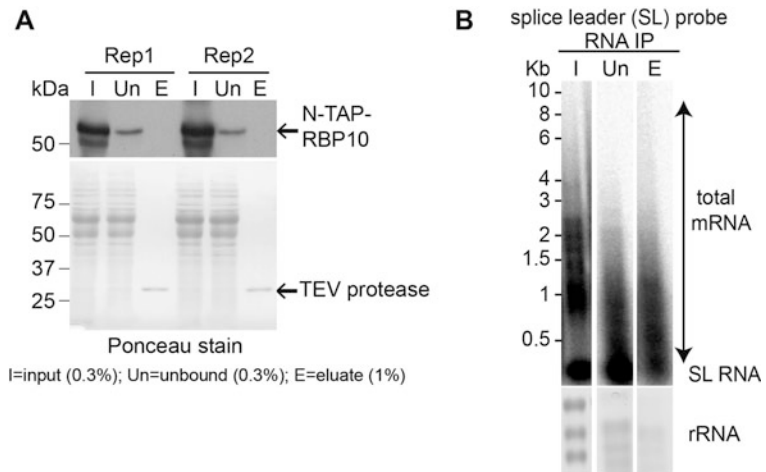 A
Rep1 Rep2
kDa I Un E I Un E
N-TAP-
RBP10
50
75
50
37
25
TEV protease
Ponceau stain
I=input (0.3%); Un=unbound (0.3%); E=eluate (1%)
B
splice leader (SL) probe
RNA IP
Kb I Un E
10
8
6
4
3
2
1.5
1
0.5
total
mRNA
SL RNA
rRNA